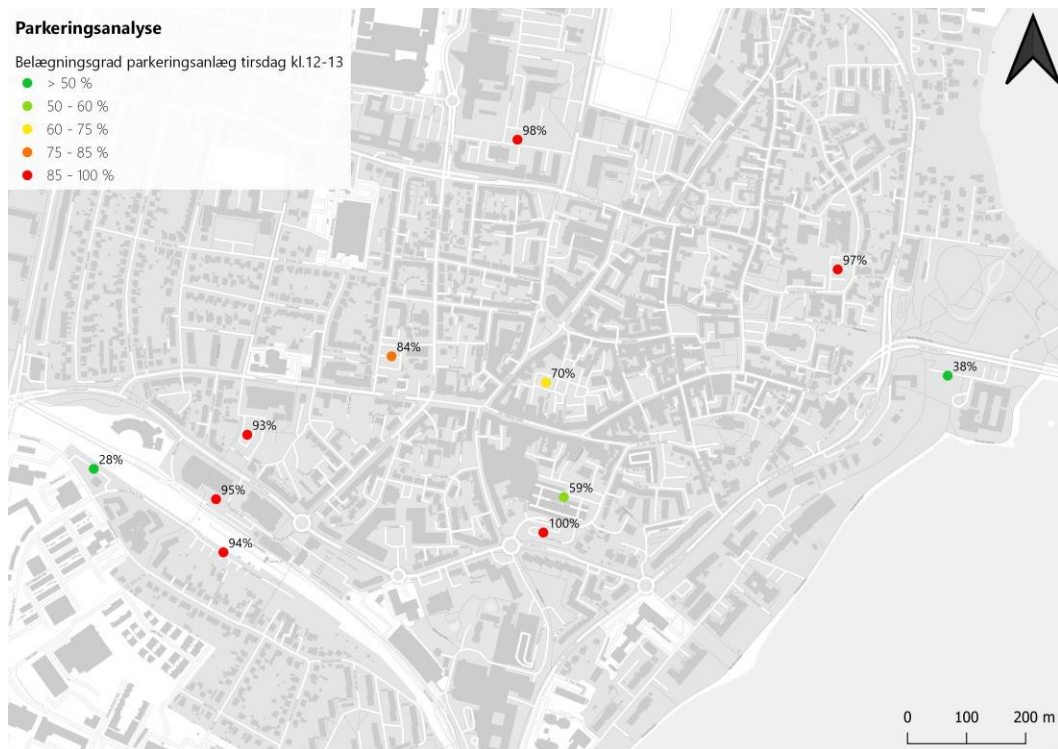 Parkeringsanalyse
Belægningsgrad parkeringsanlæg tirsdag kl.12-13
> 50 %
50 - 60 %
60 - 75 %
75 - 85 %
85 - 100 %
98%
97%
84%
38%
70%
93%
28%
95%
59%
100%
94%
0 100 200 m